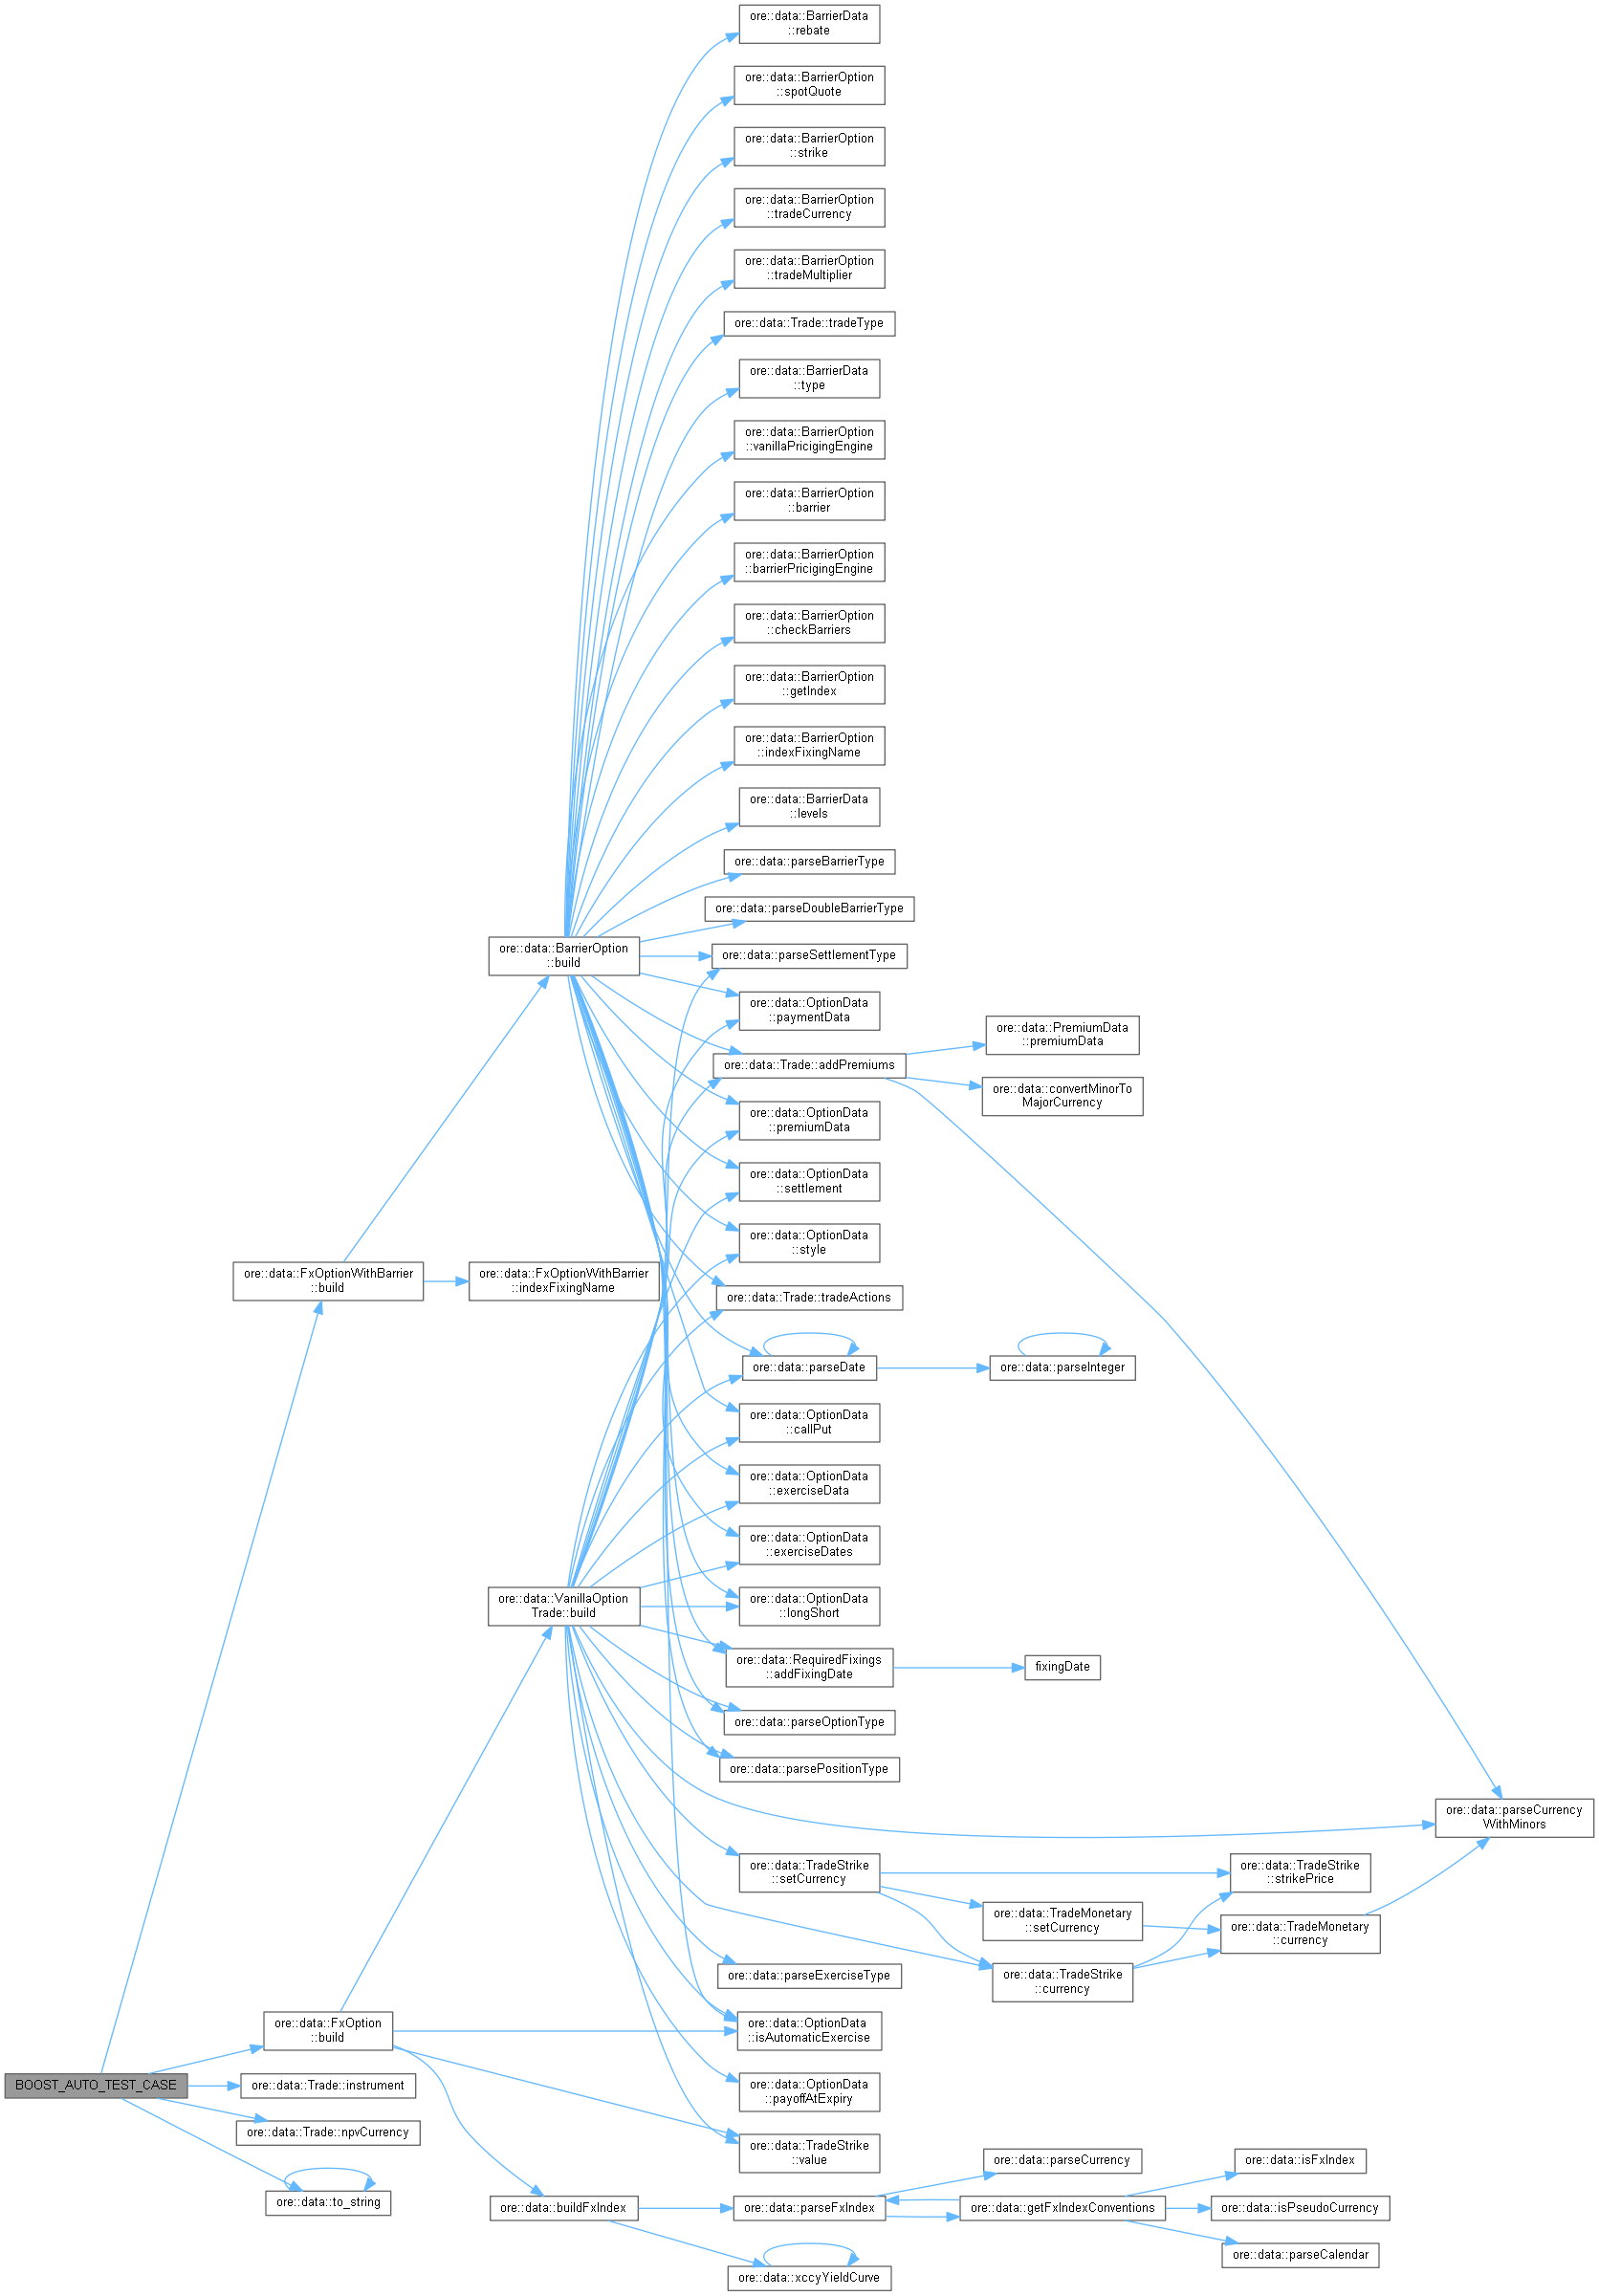 ore::data::BarrierData
::rebate
ore::data::BarrierOption
::spotQuote
ore::data::BarrierOption
::strike
ore::data::BarrierOption
::tradeCurrency
ore::data::BarrierOption
::tradeMultiplier
ore::data::Trade::tradeType
ore::data::BarrierData
::type
ore::data::BarrierOption
::vanillaPricigingEngine
ore::data::BarrierOption
::barrier
ore::data::BarrierOption
::barrierPricigingEngine
ore::data::BarrierOption
::checkBarriers
ore::data::BarrierOption
::getIndex
ore::data::BarrierOption
::indexFixingName
ore::data::BarrierData
::levels
ore::data::parseBarrierType
ore::data::parseDoubleBarrierType
ore::data::BarrierOption
::build
ore::data::parseSettlementType
ore::data::OptionData
::paymentData
ore::data::Trade::addPremiums
ore::data::PremiumData
::premiumData
ore::data::convertMinorTo
MajorCurrency
ore::data::OptionData
::premiumData
ore::data::OptionData
::settlement
ore::data::OptionData
::style
ore::data::FxOptionWithBarrier
::build
ore::data::FxOptionWithBarrier
::indexFixingName
ore::data::Trade::tradeActions
ore::data::parseDate
ore::data::parseInteger
ore::data::OptionData
::callPut
ore::data::OptionData
::exerciseData
ore::data::OptionData
::exerciseDates
ore::data::VanillaOption
Trade::build
ore::data::OptionData
::longShort
ore::data::RequiredFixings
::addFixingDate
fixingDate
ore::data::parseOptionType
ore::data::parsePositionType
ore::data::parseCurrency
WithMinors
ore::data::TradeStrike
::setCurrency
ore::data::TradeStrike
::strikePrice
ore::data::TradeMonetary
::setCurrency
ore::data::TradeMonetary
::currency
ore::data::parseExerciseType
ore::data::TradeStrike
::currency
ore::data::FxOption
::build
ore::data::OptionData
::isAutomaticExercise
BOOST_AUTO_TEST_CASE
ore::data::Trade::instrument
ore::data::OptionData
::payoffAtExpiry
ore::data::Trade::npvCurrency
ore::data::TradeStrike
::value
ore::data::parseCurrency
ore::data::isFxIndex
ore::data::to_string
ore::data::buildFxIndex
ore::data::parseFxIndex
ore::data::getFxIndexConventions
ore::data::isPseudoCurrency
ore::data::parseCalendar
ore::data::xccyYieldCurve